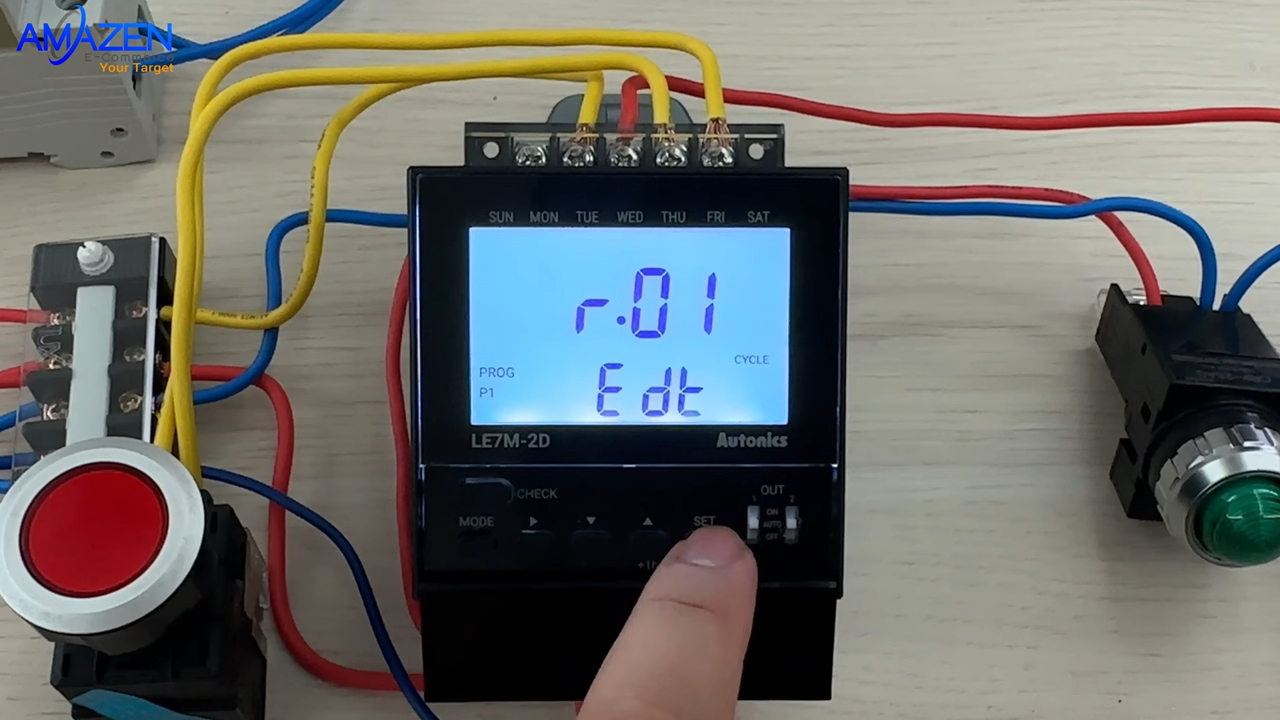 AMAZEN
E-Commerce
Your Target
SUN MON TUE WED THU FRI SAT
r.01
CYCLE
PROG
P1
Edt
LE7M-2D Autonics
CHECK
OUT
1 2
MODE SET
ON
AUTO
OFF